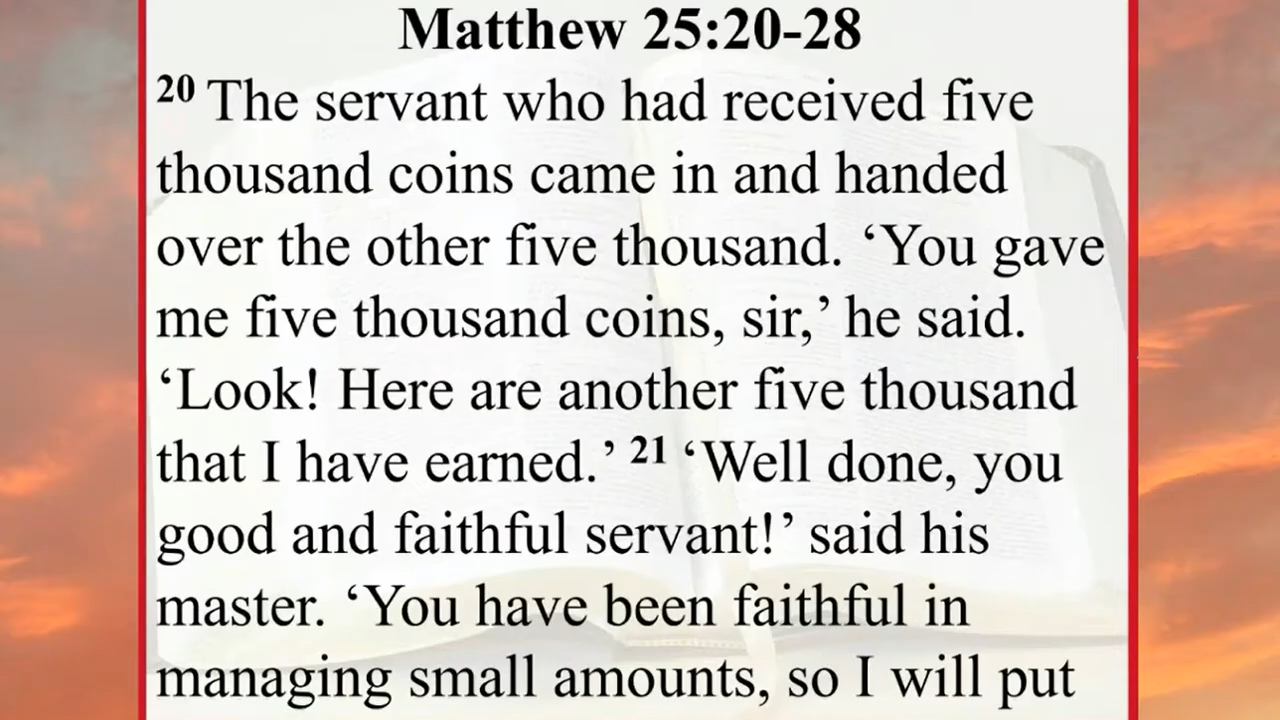 Matthew 25:20-28
20 The servant who had received five
thousand coins came in and handed
over the other five thousand. ‘You gave
me five thousand coins, sir,’ he said.
‘Look! Here are another five thousand
that I have earned.’ 21 ‘Well done, you
good and faithful servant!’ said his
master. ‘You have been faithful in
managing small amounts, so I will put